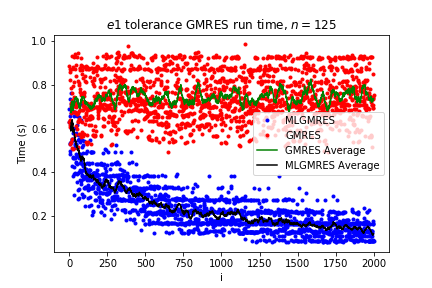 e1 tolerance GMRES run time, n = 125
1.0
0.8
0.6
0.4
0.2
Time (s)
MLGMRES
GMRES
GMRES Average
MLGMRES Average
0 250 500 750 1000 1250 1500 1750 2000
i